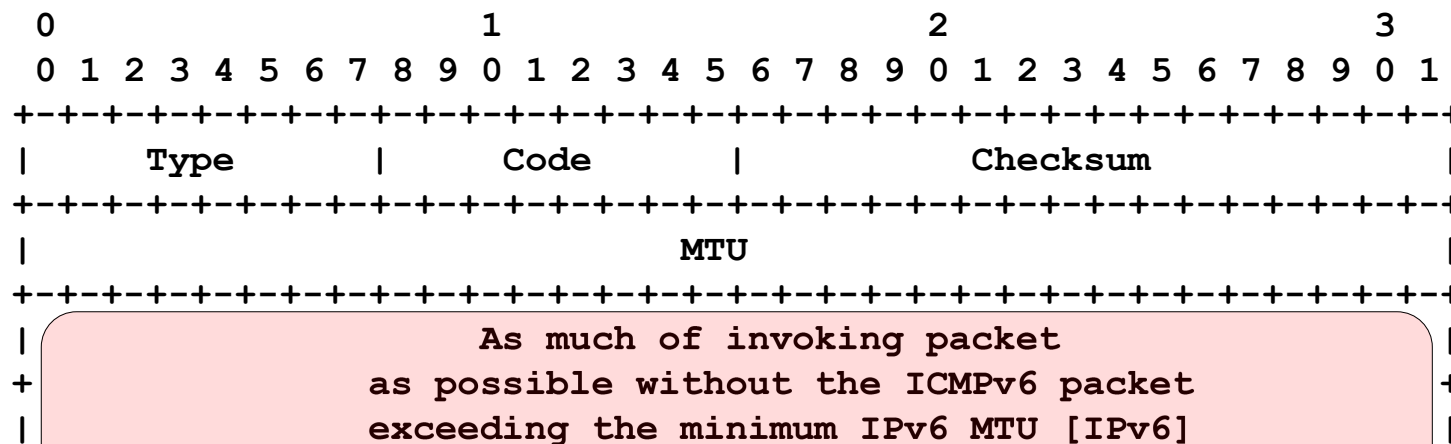 0                   1                   2                   3
0 1 2 3 4 5 6 7 8 9 0 1 2 3 4 5 6 7 8 9 0 1 2 3 4 5 6 7 8 9 0 1
+-+-+-+-+-+-+-+-+-+-+-+-+-+-+-+-+-+-+-+-+-+-+-+-+-+-+-+-+-+-+-+-+
|     Type      |     Code      |          Checksum             |
+-+-+-+-+-+-+-+-+-+-+-+-+-+-+-+-+-+-+-+-+-+-+-+-+-+-+-+-+-+-+-+-+
|                             MTU                               |
+-+-+-+-+-+-+-+-+-+-+-+-+-+-+-+-+-+-+-+-+-+-+-+-+-+-+-+-+-+-+-+-+
|                    As much of invoking packet                 |
+               as possible without the ICMPv6 packet           +
|               exceeding the minimum IPv6 MTU [IPv6]